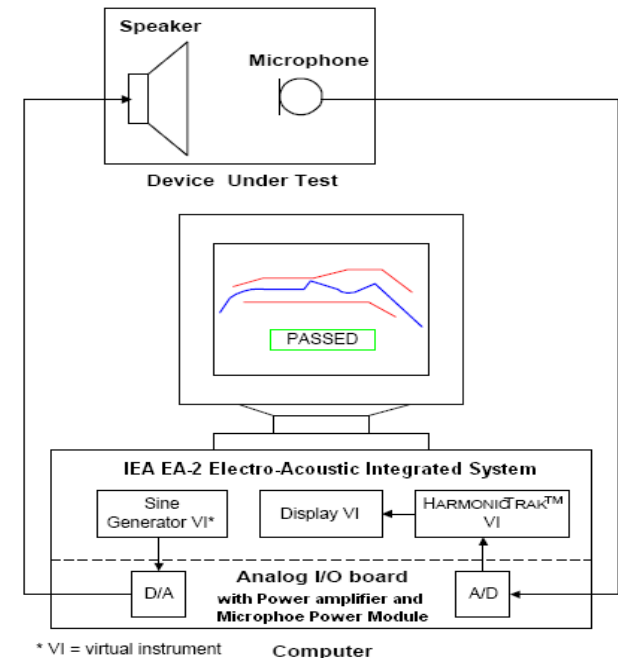 Speaker
Microphone
Device Under Test
PASSED
IEA EA-2 Electro-Acoustic Integrated System
Sine
Generator VI*
Display VI
HARMONICTRAK™
VI
D/A
Analog I/O board
with Power amplifier and
Microphoe Power Module
A/D
* VI = virtual instrument
Computer